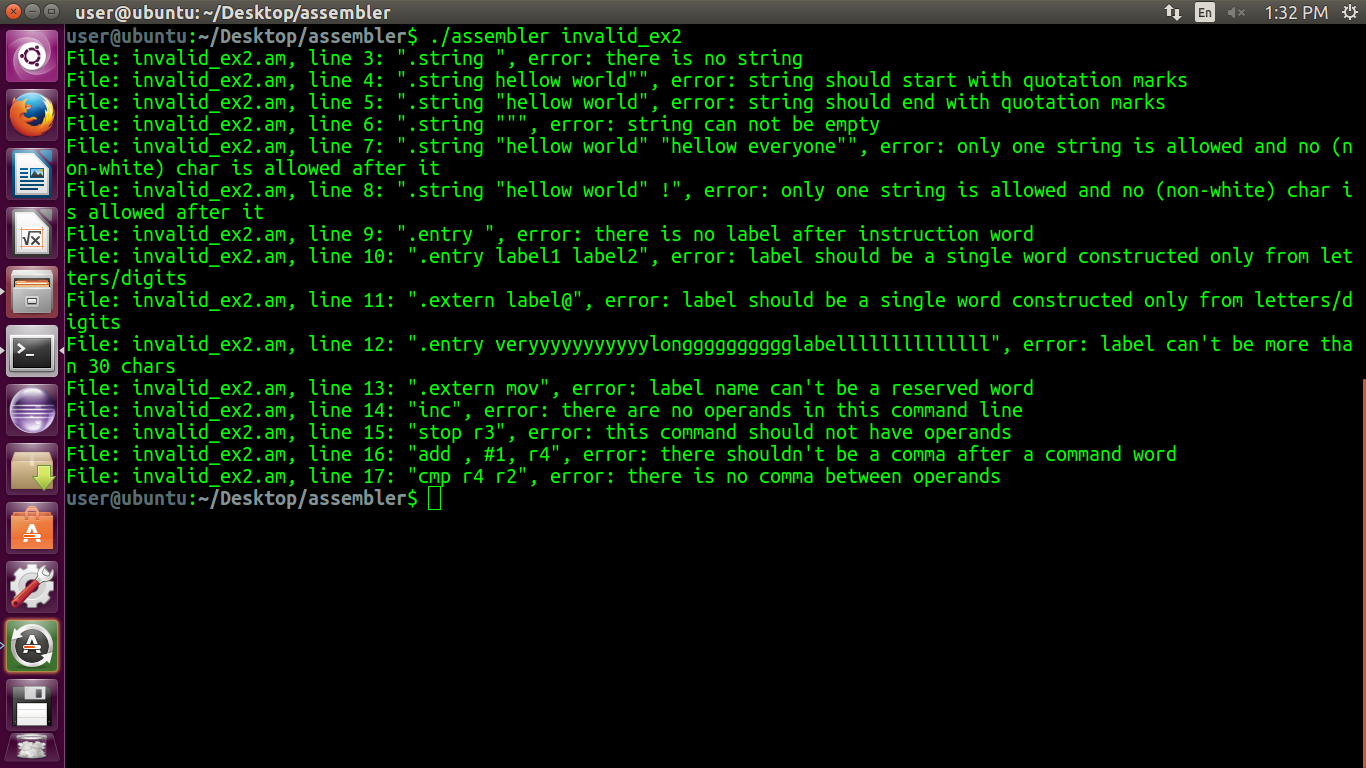 user@ubuntu: ~/Desktop/assembler
En
1:32 PM
user@ubuntu:~/Desktop/assembler$ ./assembler invalid_ex2
File: invalid_ex2.am, line 3: ".string ", error: there is no string
File: invalid_ex2.am, line 4: ".string hellow world"", error: string should start with quotation marks
File: invalid_ex2.am, line 5: ".string "hellow world", error: string should end with quotation marks
File: invalid_ex2.am, line 6: ".string """, error: string can not be empty
File: invalid_ex2.am, line 7: ".string "hellow world" "hellow everyone"", error: only one string is allowed and no (n
on-white) char is allowed after it
File: invalid_ex2.am, line 8: ".string "hellow world" !", error: only one string is allowed and no (non-white) char i
s allowed after it
File: invalid_ex2.am, line 9: ".entry ", error: there is no label after instruction word
File: invalid_ex2.am, line 10: ".entry label1 label2", error: label should be a single word constructed only from let
ters/digits
File: invalid_ex2.am, line 11: ".extern label@", error: label should be a single word constructed only from letters/d
igits
File: invalid_ex2.am, line 12: ".entry veryyyyyyyyyyylongggggggggglabellllllllllllll", error: label can't be more tha
n 30 chars
File: invalid_ex2.am, line 13: ".extern mov", error: label name can't be a reserved word
File: invalid_ex2.am, line 14: "inc", error: there are no operands in this command line
File: invalid_ex2.am, line 15: "stop r3", error: this command should not have operands
File: invalid_ex2.am, line 16: "add , #1, r4", error: there shouldn't be a comma after a command word
File: invalid_ex2.am, line 17: "cmp r4 r2", error: there is no comma between operands
user@ubuntu:~/Desktop/assembler$